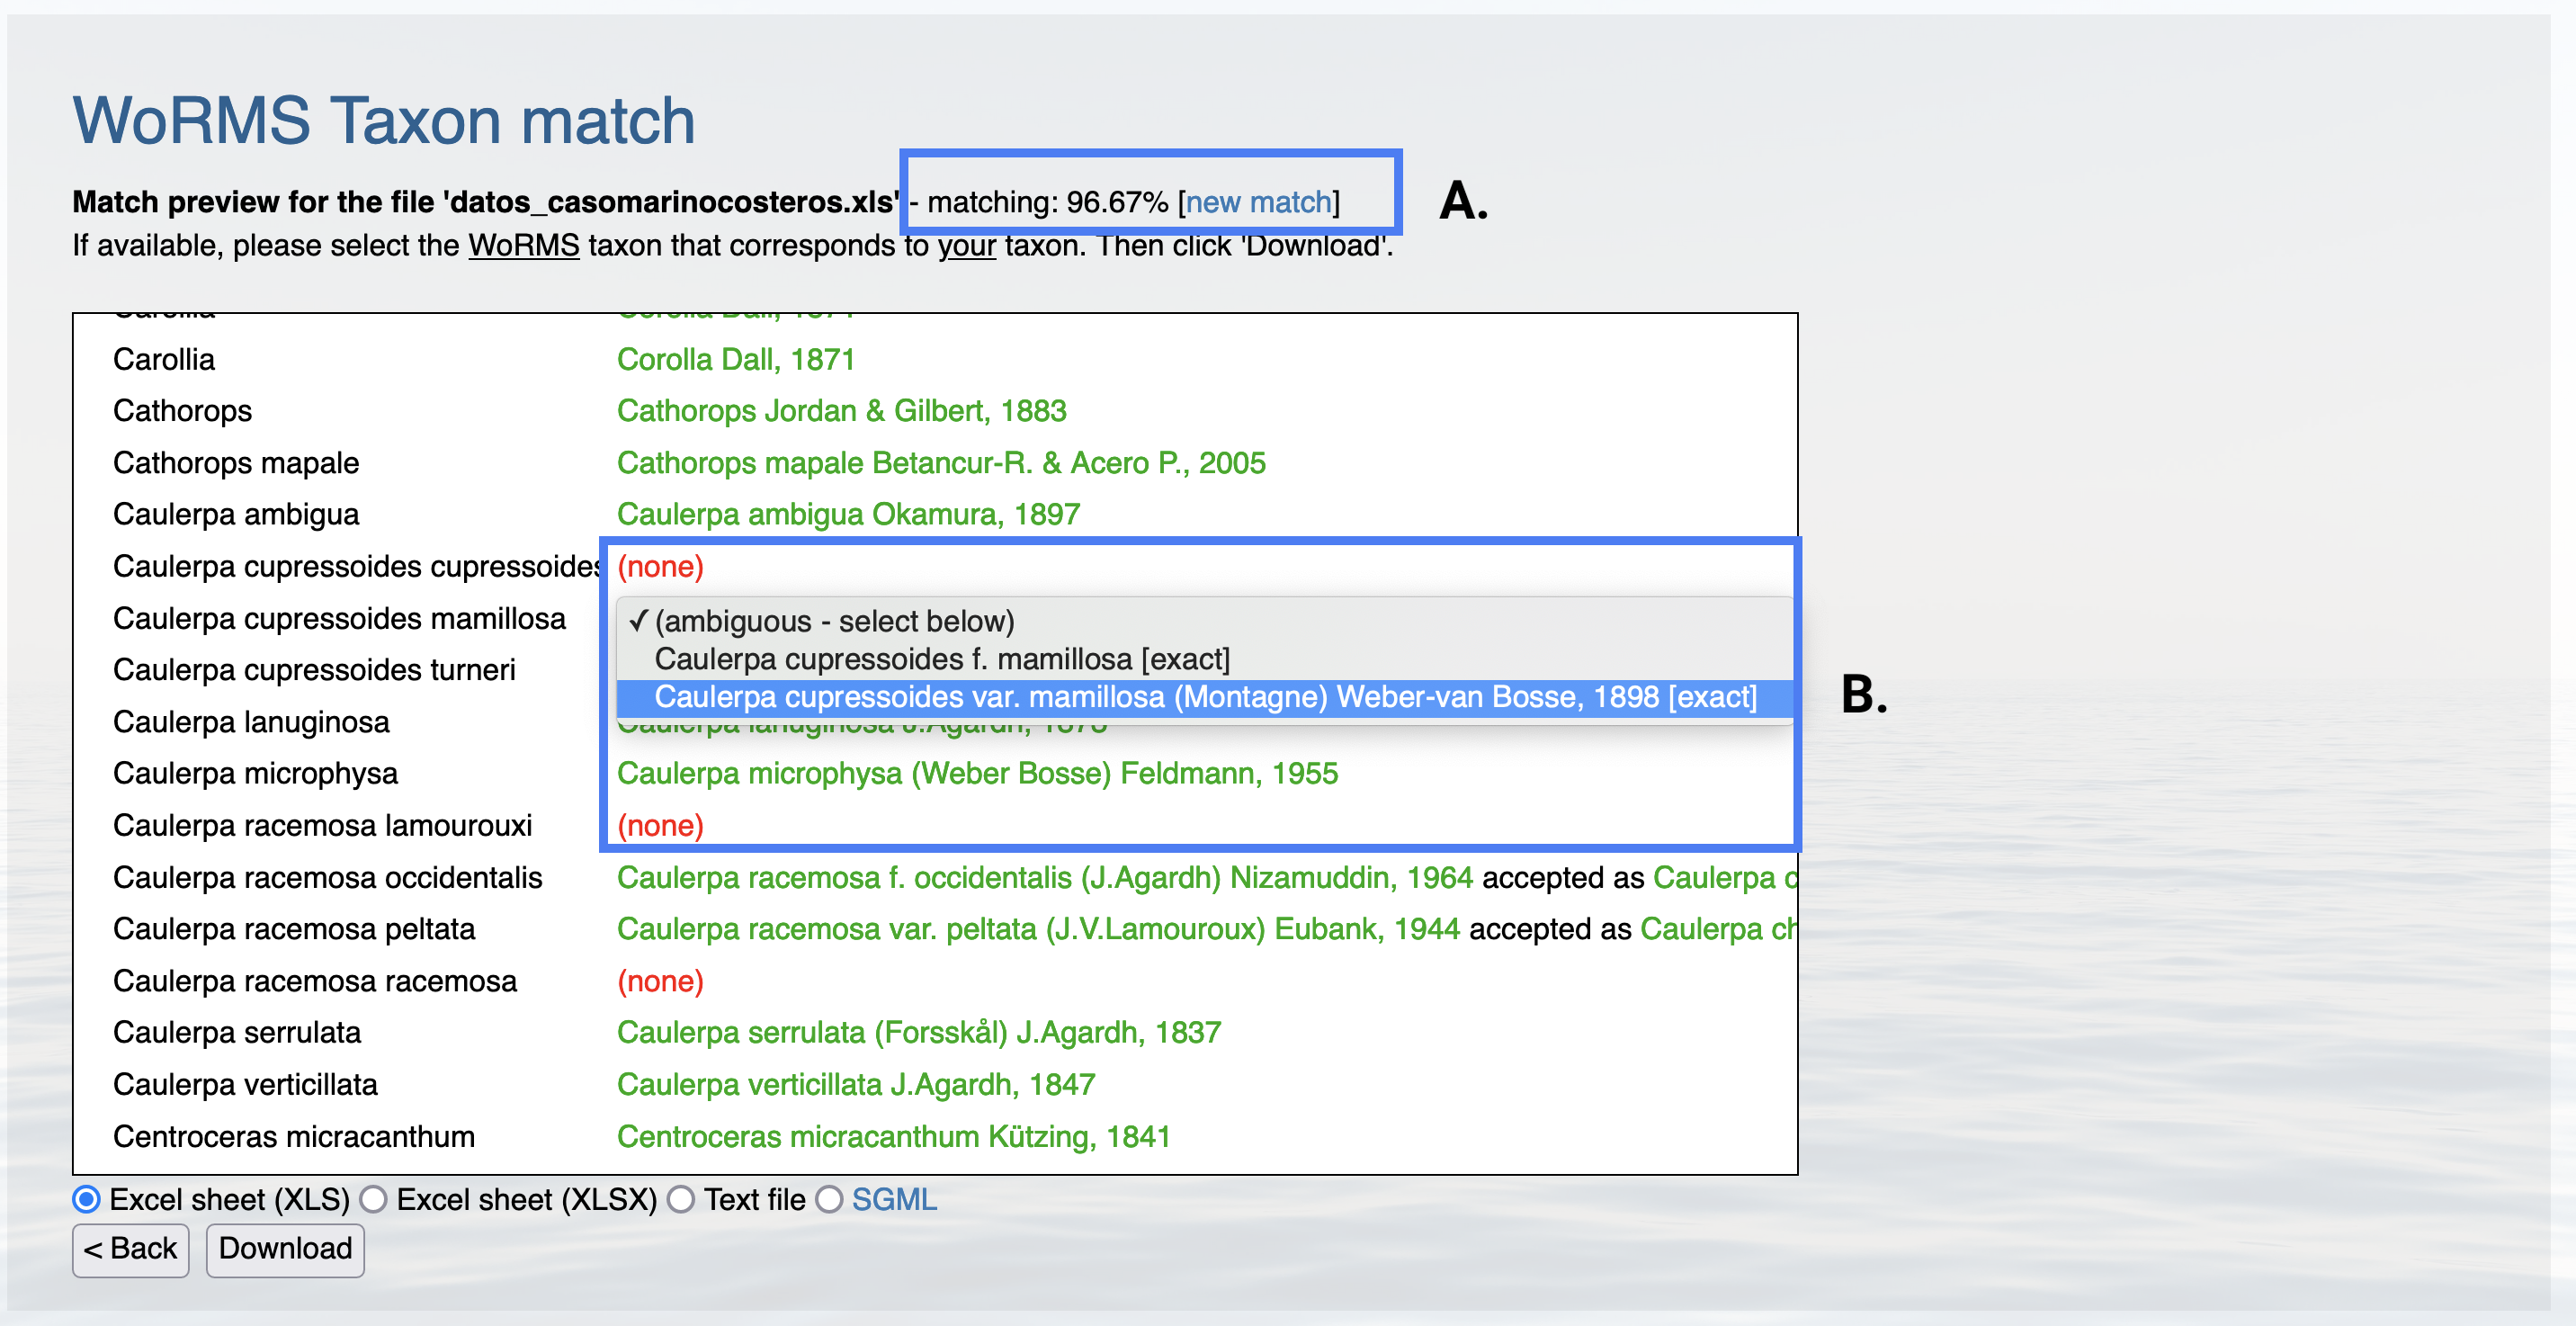 WoRMS Taxon match
Match preview for the file 'datos_casomarinocosteros.xls' - matching: 96.67% [new match]
A.
If available, please select the WoRMS taxon that corresponds to your taxon. Then click 'Download'.
Carollia Corolla Dall, 1871
Carollia Corolla Dall, 1871
Cathorops Cathorops Jordan & Gilbert, 1883
Cathorops mapale Cathorops mapale Betancur-R. & Acero P., 2005
Caulerpa ambigua Caulerpa ambigua Okamura, 1897
Caulerpa cupressoides cupressoides (none)
Caulerpa cupressoides mamillosa ✓ (ambiguous - select below)
Caulerpa cupressoides f. mamillosa [exact]
Caulerpa cupressoides turneri Caulerpa cupressoides var. mamillosa (Montagne) Weber-van Bosse, 1898 [exact]
B.
Caulerpa lanuginosa Caulerpa lanuginosa J.Agardh, 1873
Caulerpa microphysa Caulerpa microphysa (Weber Bosse) Feldmann, 1955
Caulerpa racemosa lamourouxi (none)
Caulerpa racemosa occidentalis Caulerpa racemosa f. occidentalis (J.Agardh) Nizamuddin, 1964 accepted as Caulerpa c
Caulerpa racemosa peltata Caulerpa racemosa var. peltata (J.V.Lamouroux) Eubank, 1944 accepted as Caulerpa ch
Caulerpa racemosa racemosa (none)
Caulerpa serrulata Caulerpa serrulata (Forsskål) J.Agardh, 1837
Caulerpa verticillata Caulerpa verticillata J.Agardh, 1847
Centroceras micracanthum Centroceras micracanthum Kützing, 1841
Excel sheet (XLS) Excel sheet (XLSX) Text file SGML
< Back Download